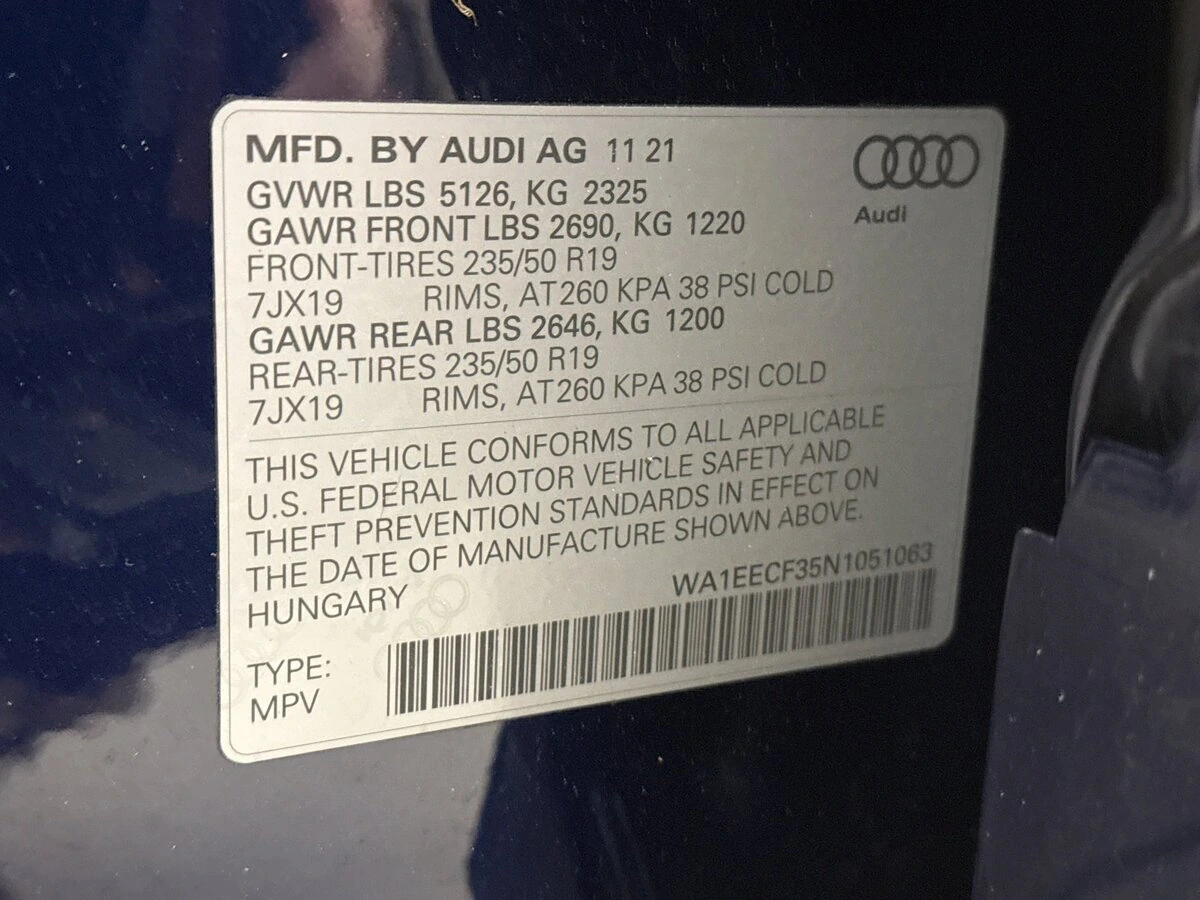 MFD. BY AUDI AG 11 21
GVWR LBS 5126, KG 2325
GAWR FRONT LBS 2690, KG 1220
FRONT-TIRES 235/50 R19
7JX19 RIMS, AT260 KPA 38 PSI COLD
GAWR REAR LBS 2646, KG 1200
REAR-TIRES 235/50 R19
7JX19 RIMS, AT260 KPA 38 PSI COLD
Audi
THIS VEHICLE CONFORMS TO ALL APPLICABLE
U.S. FEDERAL MOTOR VEHICLE SAFETY AND
THEFT PREVENTION STANDARDS IN EFFECT ON
THE DATE OF MANUFACTURE SHOWN ABOVE.
HUNGARY WA1EECF35N1051063
TYPE:
MPV